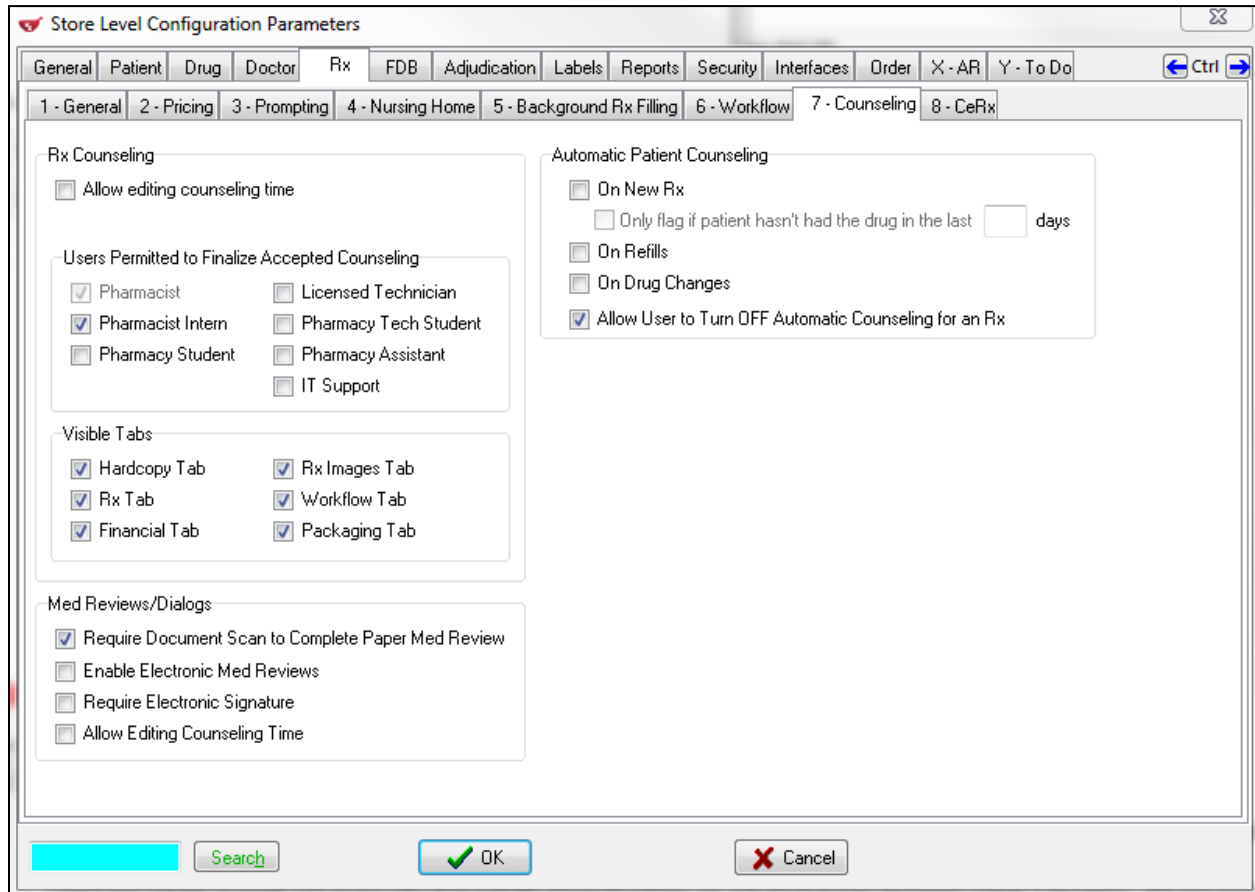 Store Level Configuration Parameters
General Patient Drug Doctor Rx FDB Adjudication Labels Reports Security Interfaces Order X - AR Y - To Do Ctrl
1 - General 2 - Pricing 3 - Prompting 4 - Nursing Home 5 - Background Rx Filling 6 - Workflow 7 - Counseling 8 - CeRx
Rx Counseling
Allow editing counseling time
Users Permitted to Finalize Accepted Counseling
Pharmacist Licensed Technician
Pharmacist Intern Pharmacy Tech Student
Pharmacy Student Pharmacy Assistant
IT Support
Visible Tabs
Hardcopy Tab Rx Images Tab
Rx Tab Workflow Tab
Financial Tab Packaging Tab
Med Reviews/Dialogs
Require Document Scan to Complete Paper Med Review
Enable Electronic Med Reviews
Require Electronic Signature
Allow Editing Counseling Time
Automatic Patient Counseling
On New Rx
Only flag if patient hasn't had the drug in the last days
On Refills
On Drug Changes
Allow User to Turn OFF Automatic Counseling for an Rx
Search OK Cancel